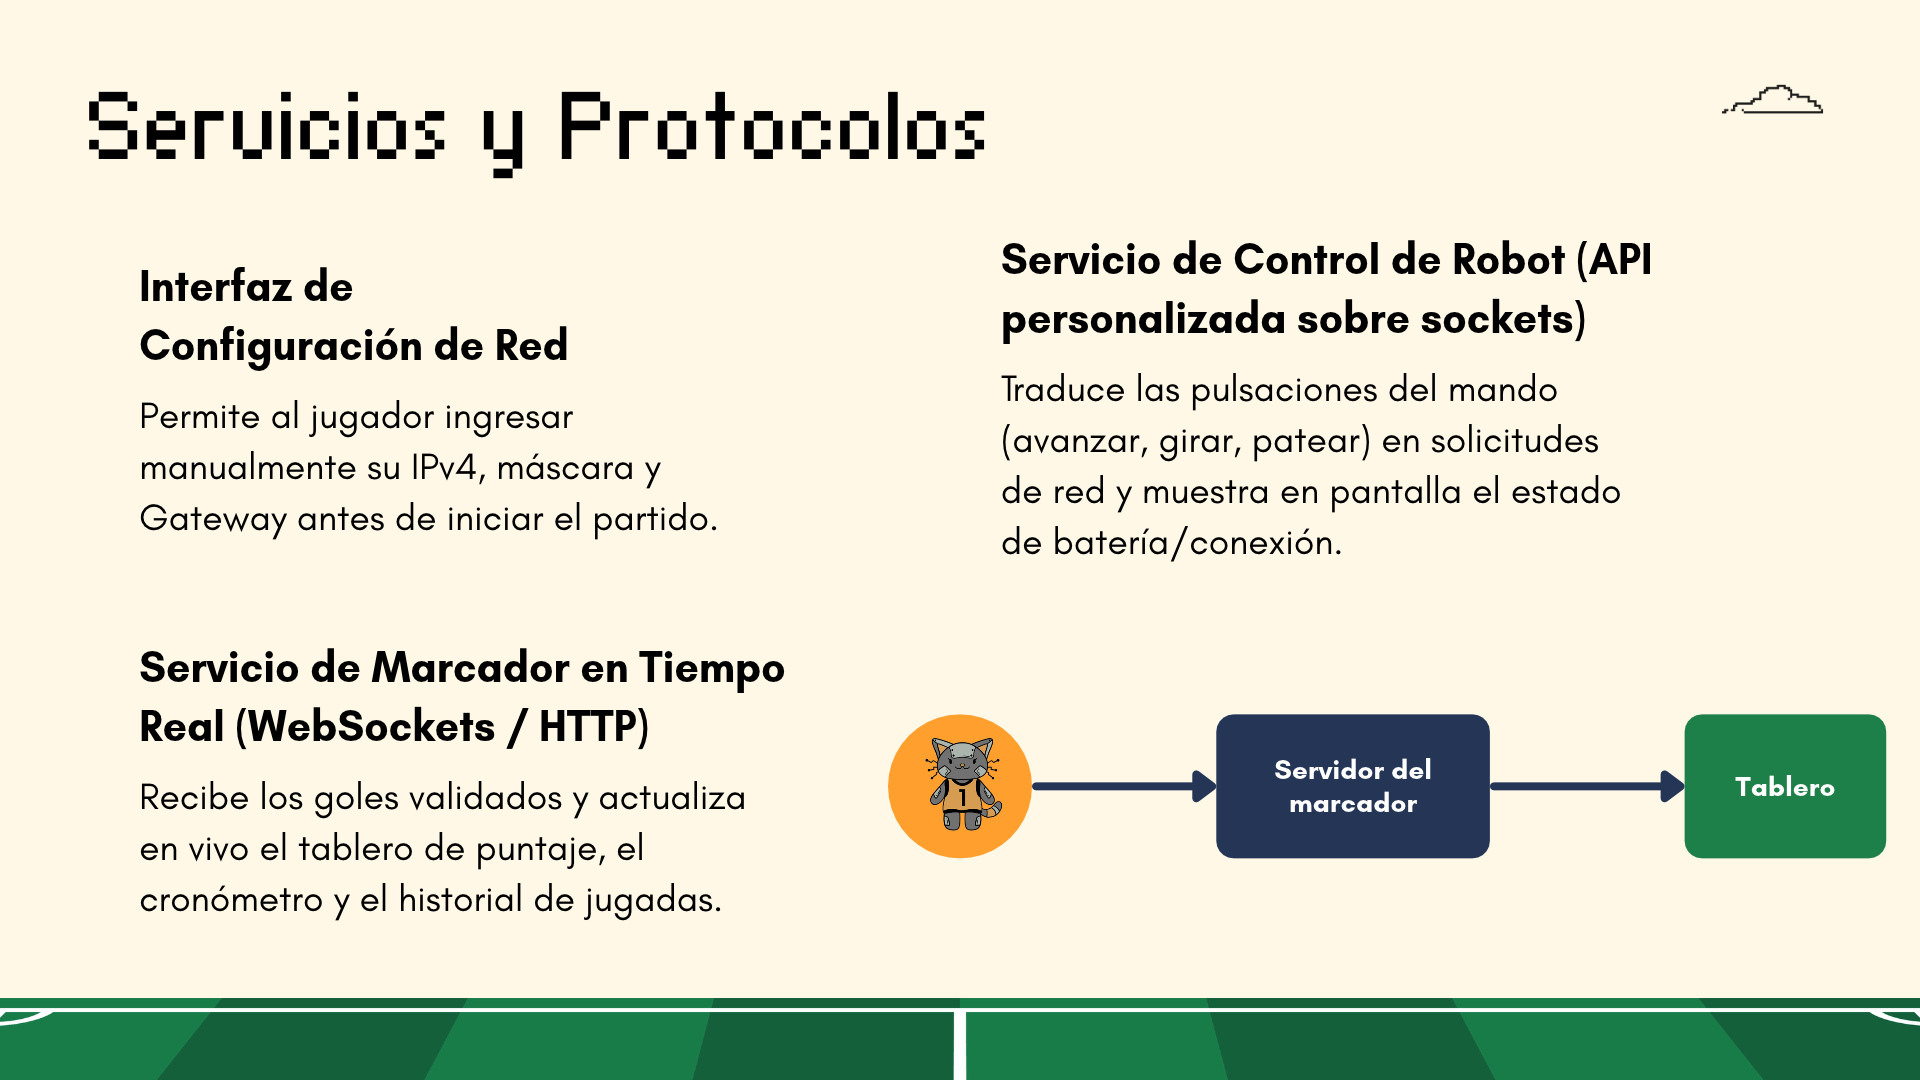 Servicios y Protocolos
Interfaz de
Configuración de Red
Permite al jugador ingresar
manualmente su IPv4, máscara y
Gateway antes de iniciar el partido.
Servicio de Marcador en Tiempo
Real (WebSockets / HTTP)
Recibe los goles validados y actualiza
en vivo el tablero de puntaje, el
cronómetro y el historial de jugadas.
Servicio de Control de Robot (API
personalizada sobre sockets)
Traduce las pulsaciones del mando
(avanzar, girar, patear) en solicitudes
de red y muestra en pantalla el estado
de batería/conexión.
1
Servidor del
marcador
Tablero